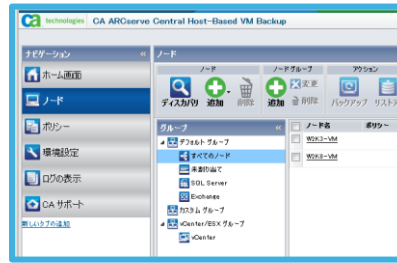 ca technologies CA ARCserve Central Host-Based VM Backup
ナビゲーション «
ホーム画面
ノード
ポリシー
環境設定
ログの表示
CA サポート
新しいタブの追加
ノード
ノード ノードグループ アクション
ディスカバリ 追加 削除 追加 変更 削除 バックアップ リストア
グループ «
デフォルト グループ
すべてのノード
未割り当て
SQL Server
Exchange
カスタム グループ
vCenter/ESX グループ
vCenter
ノード名 ポリシー
W2K3-VM
W2K8-VM